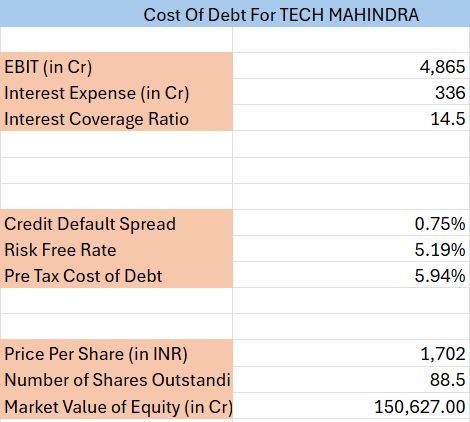 Cost Of Debt For TECH MAHINDRA
EBIT (in Cr) 4,865
Interest Expense (in Cr) 336
Interest Coverage Ratio 14.5
Credit Default Spread 0.75%
Risk Free Rate 5.19%
Pre Tax Cost of Debt 5.94%
Price Per Share (in INR) 1,702
Number of Shares Outstandi 88.5
Market Value of Equity (in Cr) 150,627.00